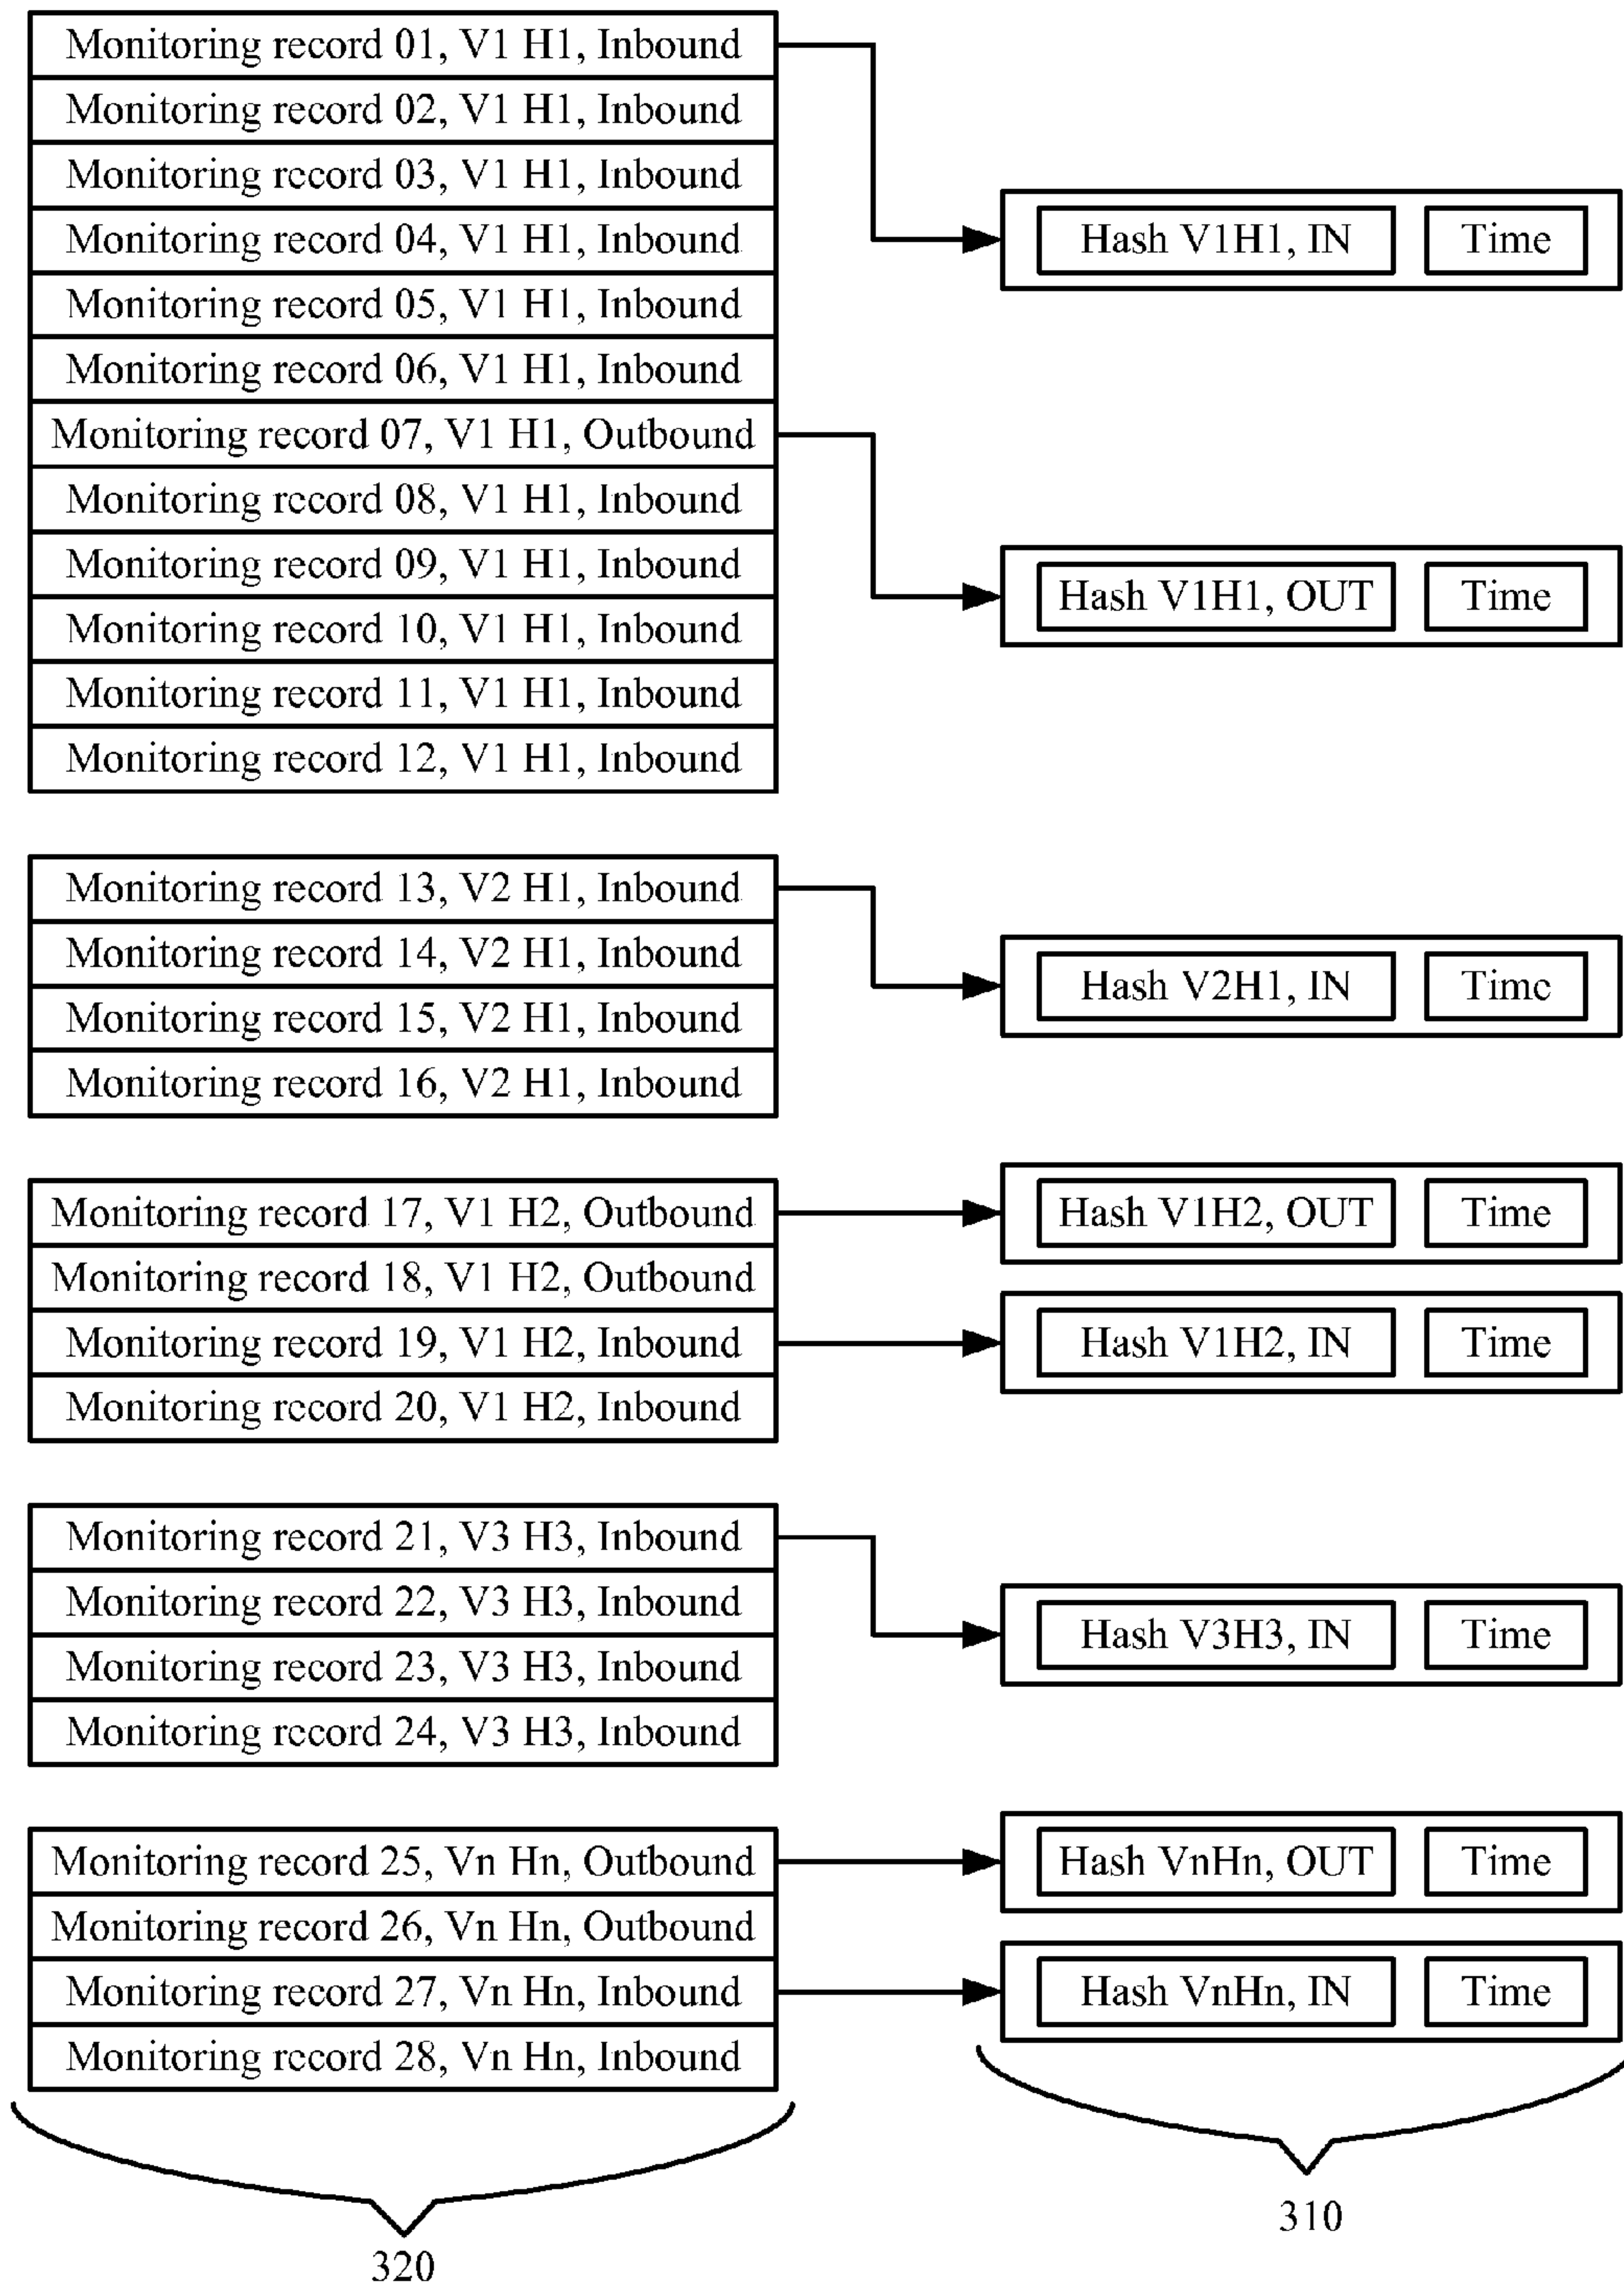 Monitoring record 01, V1 H1, Inbound
Monitoring record 02, V1 H1, Inbound
Monitoring record 03, V1 H1, Inbound
Monitoring record 04, V1 H1, Inbound
Monitoring record 05, V1 H1, Inbound
Monitoring record 06, V1 H1, Inbound
Monitoring record 07, V1 H1, Outbound
Monitoring record 08, V1 H1, Inbound
Monitoring record 09, V1 H1, Inbound
Monitoring record 10, V1 H1, Inbound
Monitoring record 11, V1 H1, Inbound
Monitoring record 12, V1 H1, Inbound
Hash V1H1, IN Time
Hash V1H1, OUT Time
Monitoring record 13, V2 H1, Inbound
Monitoring record 14, V2 H1, Inbound
Monitoring record 15, V2 H1, Inbound
Monitoring record 16, V2 H1, Inbound
Hash V2H1, IN Time
Monitoring record 17, V1 H2, Outbound
Monitoring record 18, V1 H2, Outbound
Monitoring record 19, V1 H2, Inbound
Monitoring record 20, V1 H2, Inbound
Hash V1H2, OUT Time
Hash V1H2, IN Time
Monitoring record 21, V3 H3, Inbound
Monitoring record 22, V3 H3, Inbound
Monitoring record 23, V3 H3, Inbound
Monitoring record 24, V3 H3, Inbound
Hash V3H3, IN Time
Monitoring record 25, Vn Hn, Outbound
Monitoring record 26, Vn Hn, Outbound
Monitoring record 27, Vn Hn, Inbound
Monitoring record 28, Vn Hn, Inbound
Hash VnHn, OUT Time
Hash VnHn, IN Time
320
310